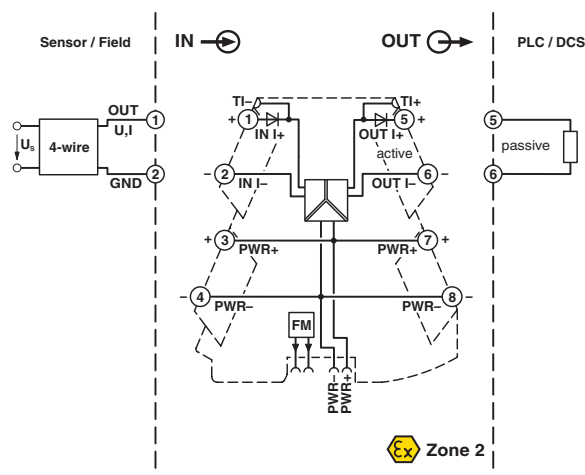 Sensor / Field
IN
OUT
PLC / DCS
OUT
U,I
1
Us
4-wire
2
GND
TI–
+
1
IN I+
TI+
5
+
OUT I+
active
–
2
IN I–
6
–
OUT I–
5
passive
6
+
3
PWR+
7
+
PWR+
–
4
PWR–
8
–
PWR–
FM
PWR–
PWR+
Ex
Zone 2